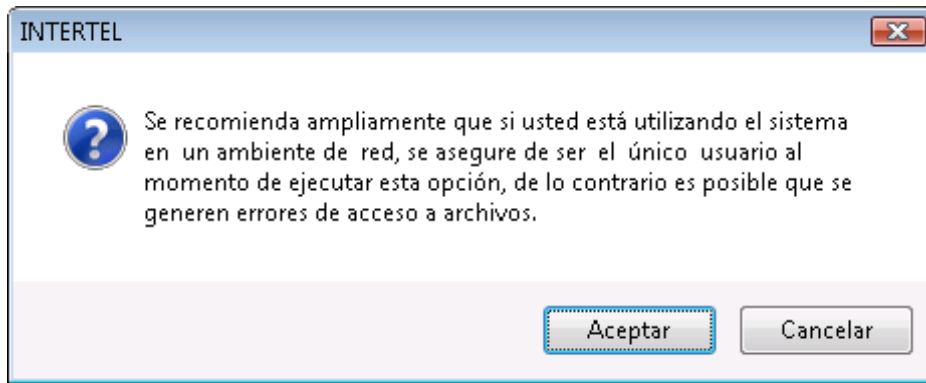 INTERTEL
Se recomienda ampliamente que si usted está utilizando el sistema
en un ambiente de red, se asegure de ser el único usuario al
momento de ejecutar esta opción, de lo contrario es posible que se
generen errores de acceso a archivos.
Aceptar
Cancelar